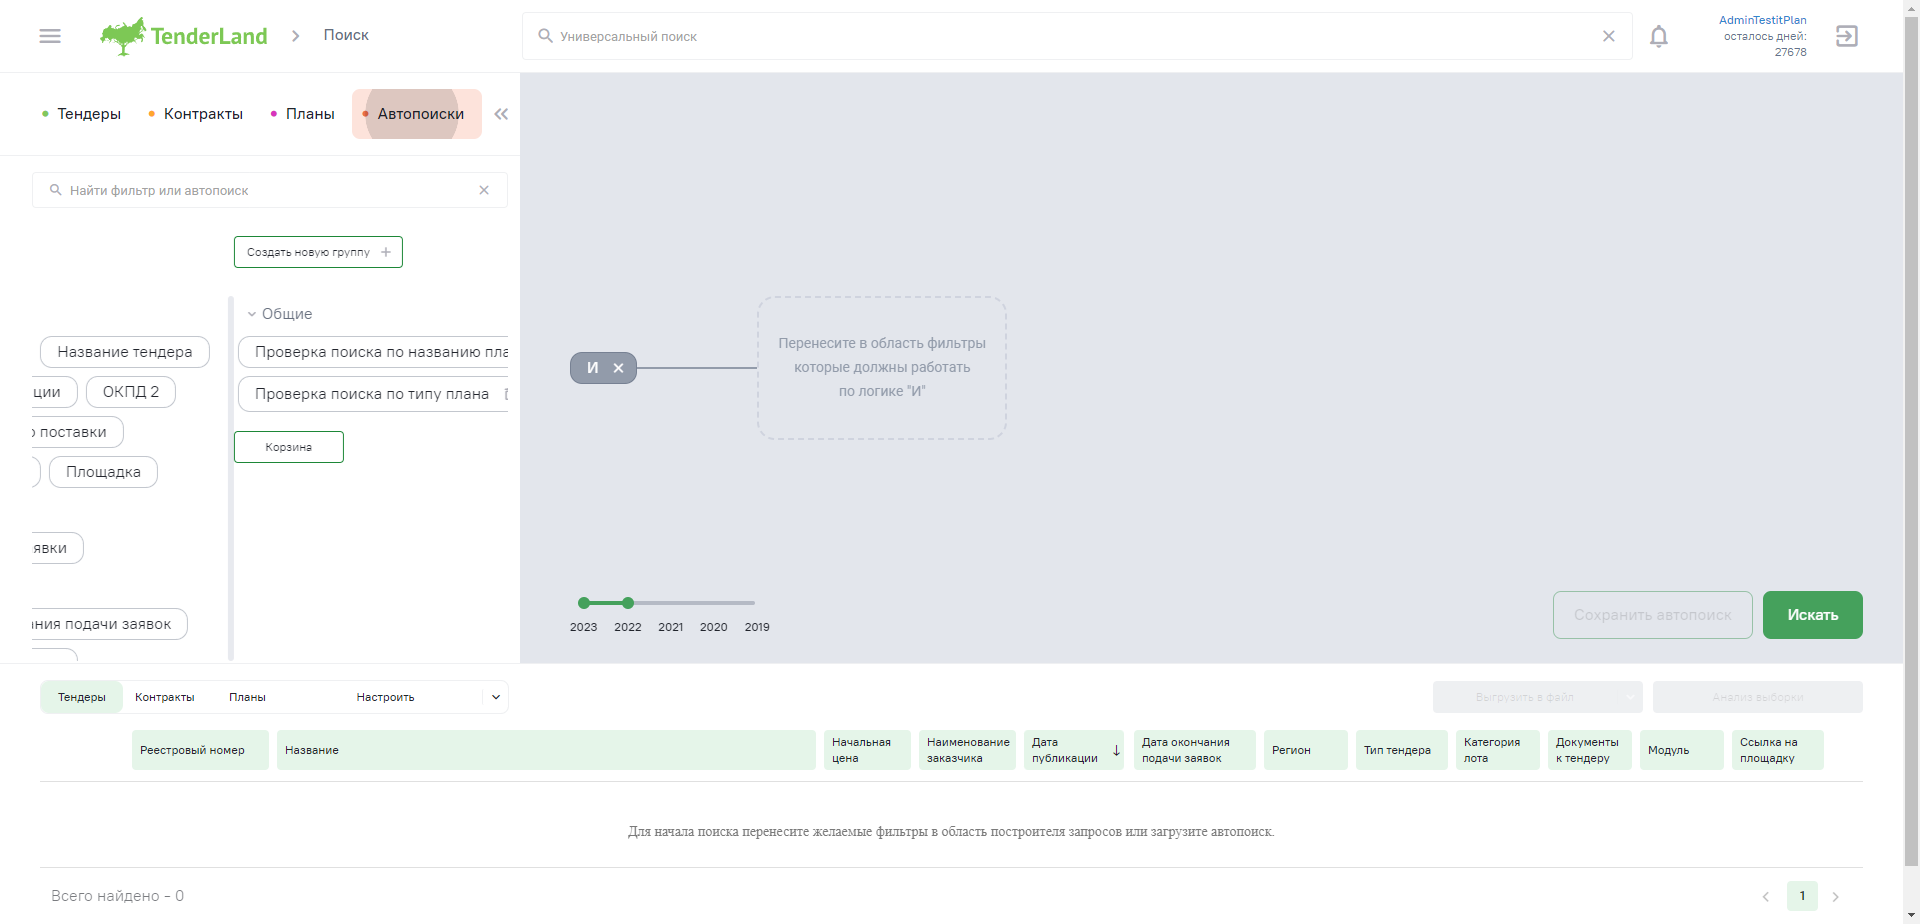 TenderLand
Поиск
Универсальный поиск
AdminTestitPlan
осталось дней:
27678
Тендеры
Контракты
Планы
Автопоиски
Найти фильтр или автопоиск
Создать новую группу
Общие
Название тендера
Проверка поиска по названию пла
ции
ОКПД 2
Проверка поиска по типу плана
о поставки
Корзина
Площадка
явки
ания подачи заявок
И
Перенесите в область фильтры
которые должны работать
по логике "И"
2023 2022 2021 2020 2019
Сохранить автопоиск
Искать
Тендеры
Контракты
Планы
Настроить
Выгрузить в файл
Анализ выборки
Реестровый номер
Название
Начальная
цена
Наименование
заказчика
Дата
публикации
Дата окончания
подачи заявок
Регион
Тип тендера
Категория
лота
Документы
к тендеру
Модуль
Ссылка на
площадку
Для начала поиска перенесите желаемые фильтры в область построителя запросов или загрузите автопоиск.
Всего найдено - 0
1